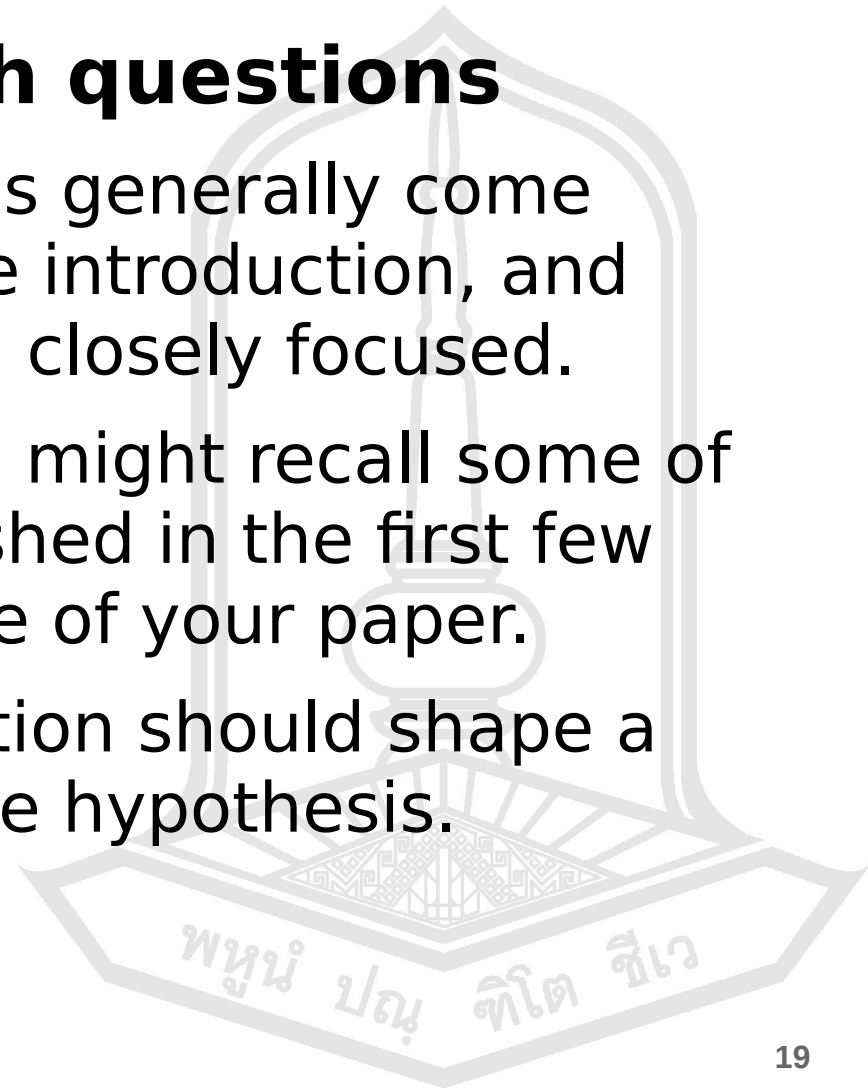 h questions
s generally come
e introduction, and
closely focused.
might recall some of
shed in the first few
e of your paper.
tion should shape a
e hypothesis.
พหูนํ ปณฺฑิโต ชีเว
19